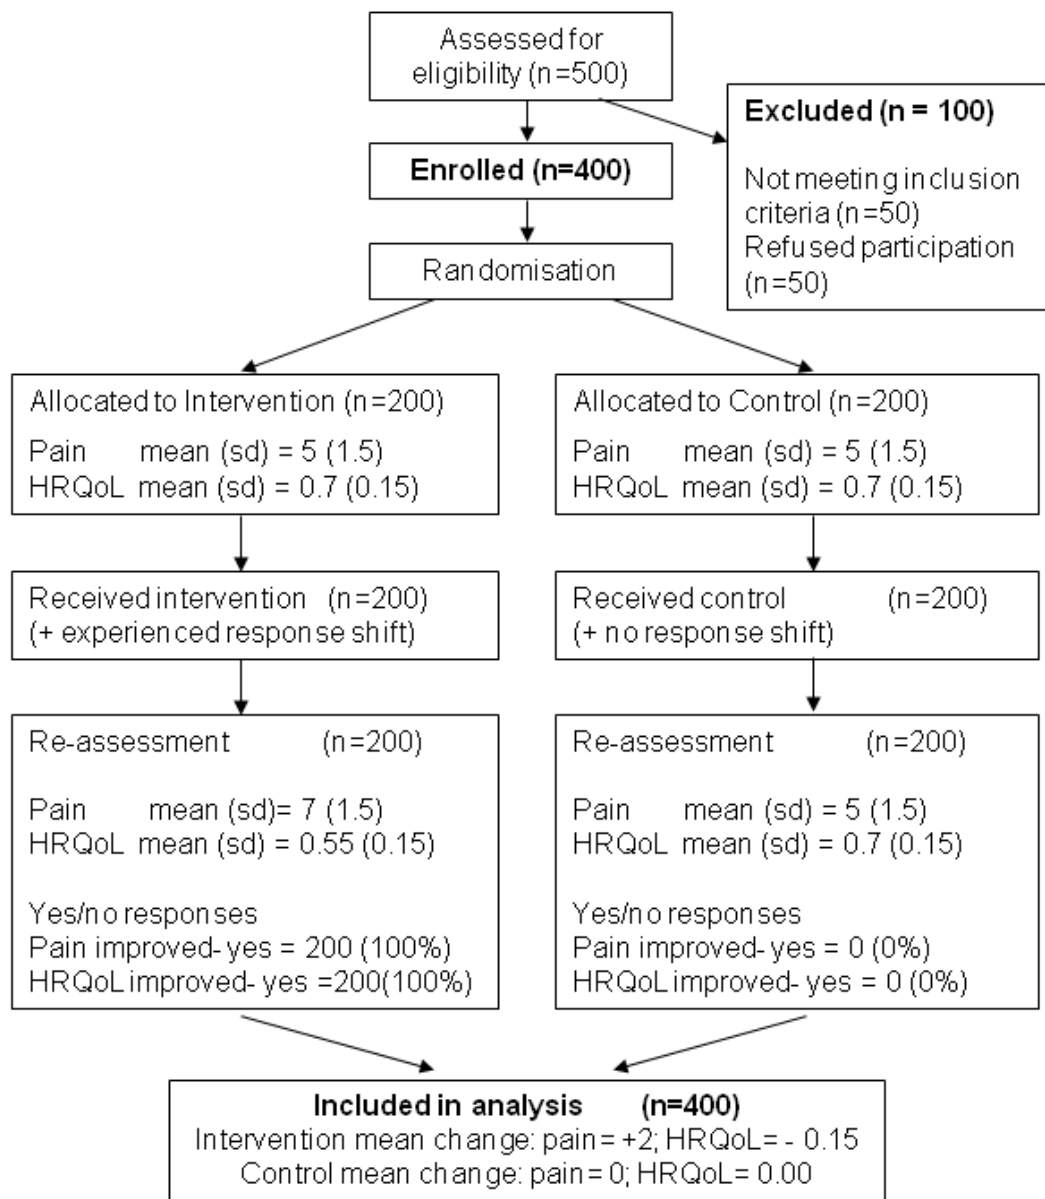 Assessed for
eligibility (n=500)
Excluded (n = 100)
Not meeting inclusion
criteria (n=50)
Refused participation
(n=50)
Enrolled (n=400)
Randomisation
Allocated to Intervention (n=200)
Pain mean (sd) = 5 (1.5)
HRQoL mean (sd) = 0.7 (0.15)
Allocated to Control (n=200)
Pain mean (sd) = 5 (1.5)
HRQoL mean (sd) = 0.7 (0.15)
Received intervention (n=200)
(+ experienced response shift)
Received control (n=200)
(+ no response shift)
Re-assessment (n=200)
Pain mean (sd)= 7 (1.5)
HRQoL mean (sd) = 0.55 (0.15)
Yes/no responses
Pain improved- yes = 200 (100%)
HRQoL improved- yes =200(100%)
Re-assessment (n=200)
Pain mean (sd) = 5 (1.5)
HRQoL mean (sd) = 0.7 (0.15)
Yes/no responses
Pain improved- yes = 0 (0%)
HRQoL improved- yes = 0 (0%)
Included in analysis (n=400)
Intervention mean change: pain= +2; HRQoL= - 0.15
Control mean change: pain= 0; HRQoL= 0.00